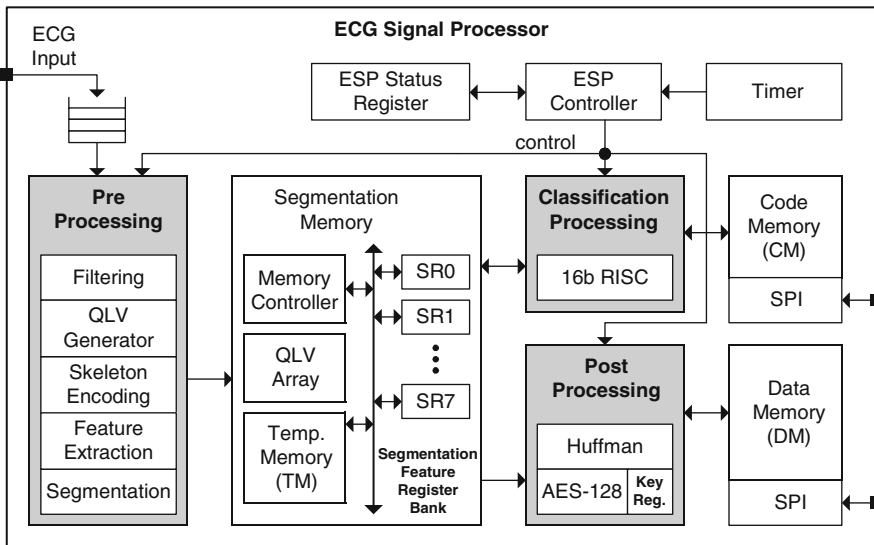 ECG Signal Processor
ECG
Input
ESP Status
Register
ESP
Controller
Timer
control
Pre
Processing
Filtering
QLV
Generator
Skeleton
Encoding
Feature
Extraction
Segmentation
Segmentation
Memory
Memory
Controller
QLV
Array
Temp.
Memory
(TM)
SR0
SR1
SR7
Segmentation
Feature
Register
Bank
Classification
Processing
16b RISC
Post
Processing
Huffman
AES-128
Key
Reg.
Code
Memory
(CM)
SPI
Data
Memory
(DM)
SPI